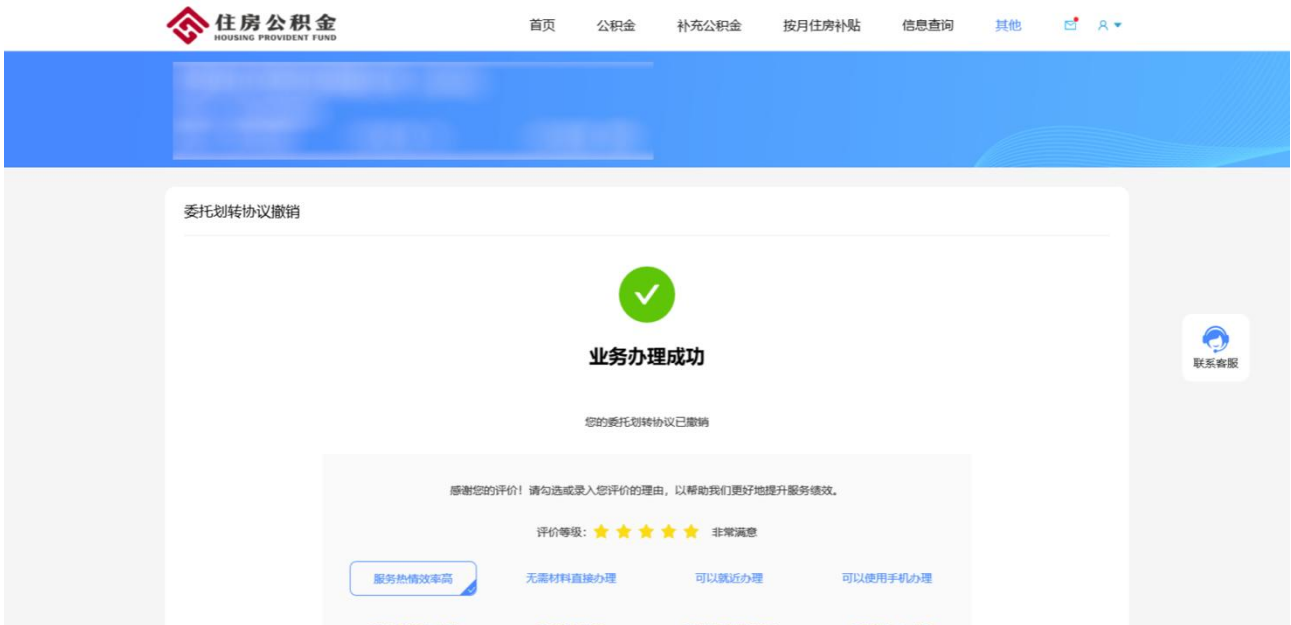 住房公积金
HOUSING PROVIDENT FUND
首页 公积金 补充公积金 按月住房补贴 信息查询 其他
委托划转协议撤销
业务办理成功
联系客服
您的委托划转协议已撤销
感谢您的评价！请勾选或录入您评价的理由，以帮助我们更好地提升服务绩效。
评价等级： 非常满意
服务热情效率高 无需材料直接办理 可以就近办理 可以使用手机办理